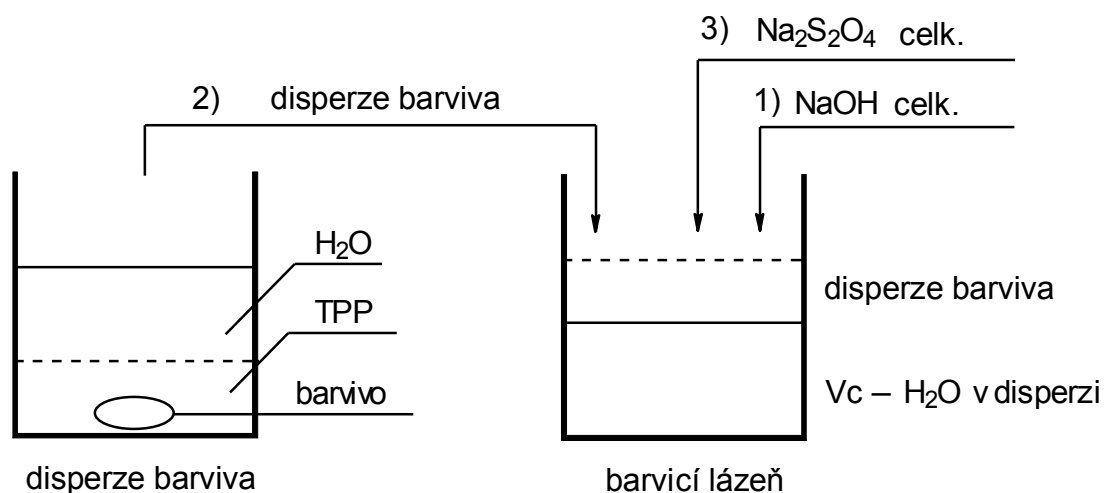 3) Na₂S₂O₄ celk.
2) disperze barviva
1) NaOH celk.
H₂O
TPP
barvivo
disperze barviva
Vc – H₂O v disperzi
disperze barviva
barvicí lázeň